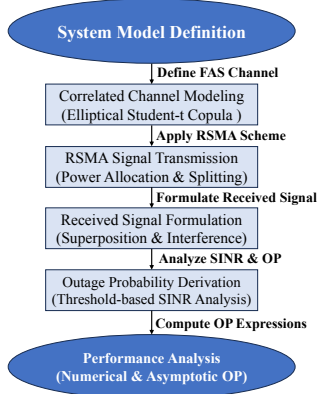 System Model Definition
Define FAS Channel
Correlated Channel Modeling
(Elliptical Student-t Copula )
Apply RSMA Scheme
RSMA Signal Transmission
(Power Allocation & Splitting)
Formulate Received Signal
Received Signal Formulation
(Superposition & Interference)
Analyze SINR & OP
Outage Probability Derivation
(Threshold-based SINR Analysis)
Compute OP Expressions
Performance Analysis
(Numerical & Asymptotic OP)